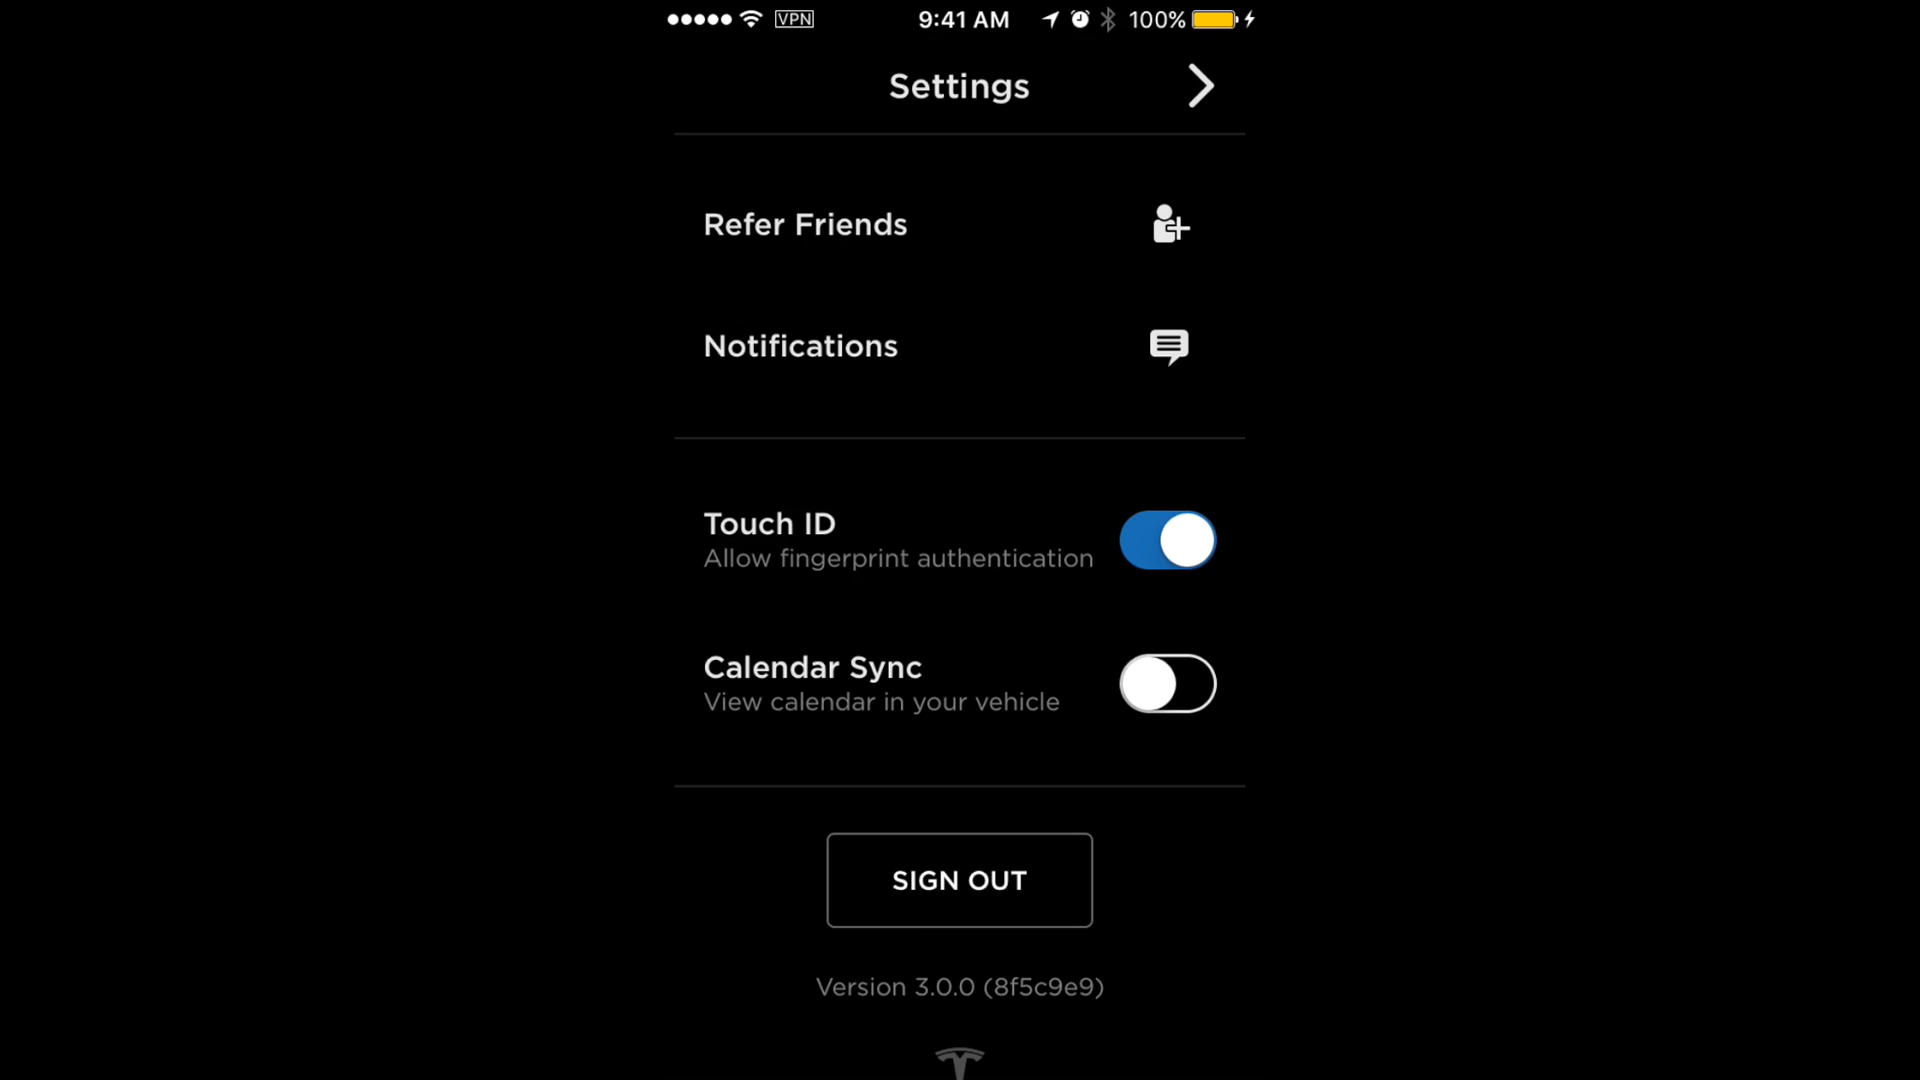 VPN 9:41 AM 100%
Settings
Refer Friends
Notifications
Touch ID
Allow fingerprint authentication
Calendar Sync
View calendar in your vehicle
SIGN OUT
Version 3.0.0 (8f5c9e9)